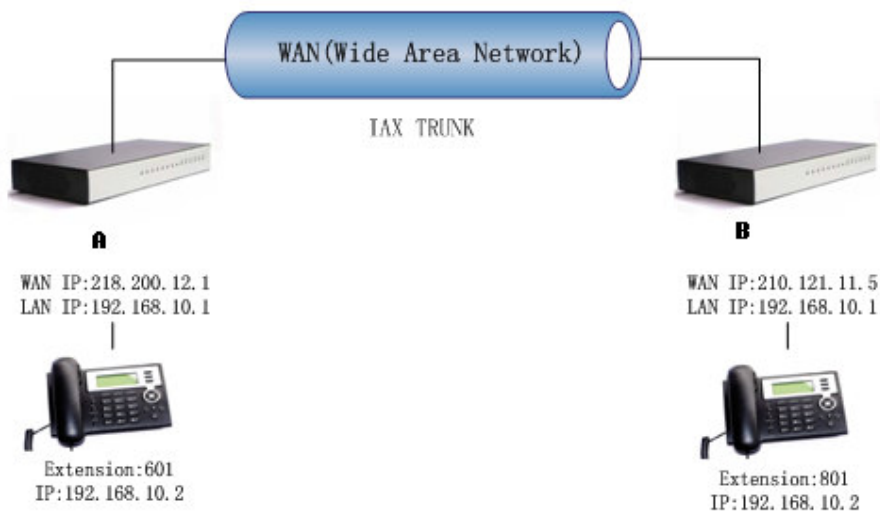 WAN(Wide Area Network)
IAX TRUNK
A
B
WAN IP:218.200.12.1
LAN IP:192.168.10.1
WAN IP:210.121.11.5
LAN IP:192.168.10.1
Extension:601
IP:192.168.10.2
Extension:801
IP:192.168.10.2